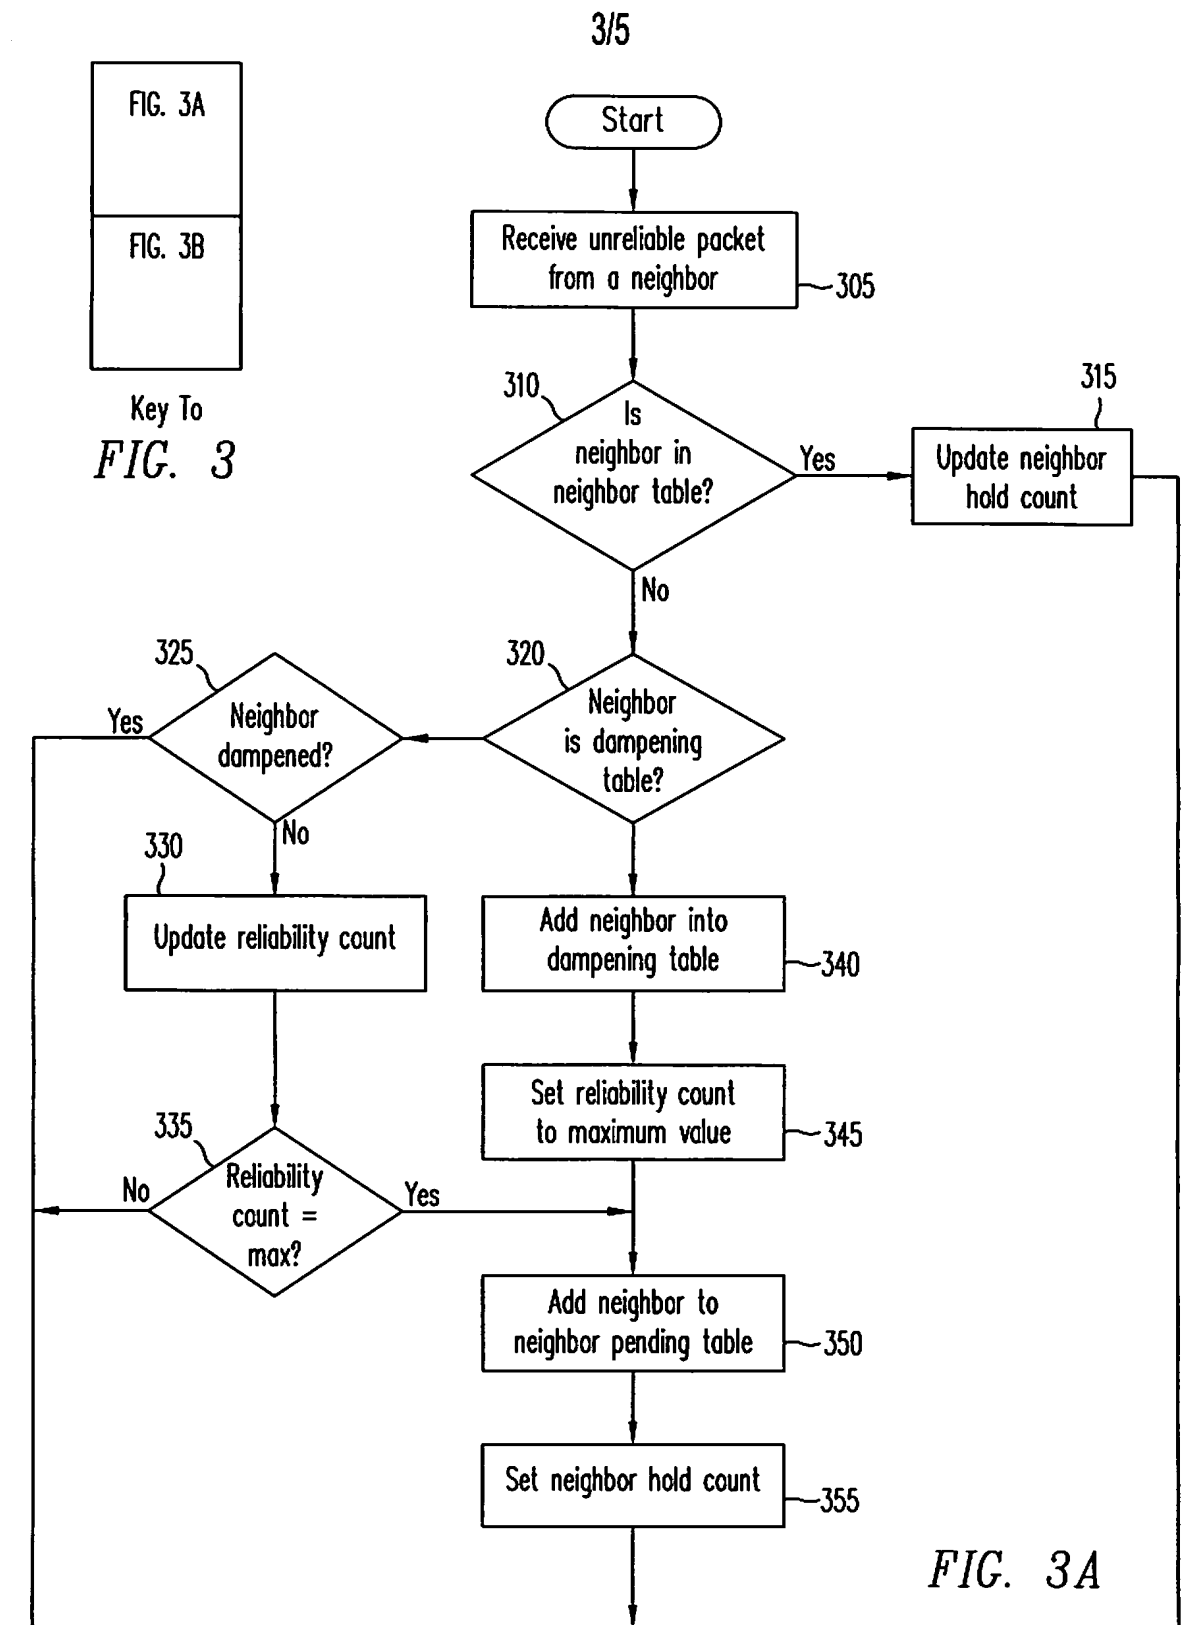 3/5
FIG. 3A
FIG. 3B
Key To
FIG. 3
Start
Receive unreliable packet
from a neighbor
305
310
Is
neighbor in
neighbor table?
Yes
315
Update neighbor
hold count
No
320
Neighbor
is dampening
table?
325
Neighbor
dampened?
Yes
No
330
Update reliability count
Add neighbor into
dampening table
340
Set reliability count
to maximum value
345
335
Reliability
count =
max?
No
Yes
Add neighbor to
neighbor pending table
350
Set neighbor hold count
355
FIG. 3A